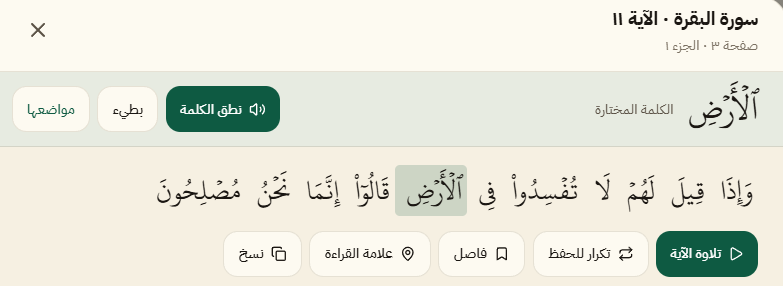 سورة البقرة · الآية ١١
صفحة ٣ · الجزء ١
ٱلۡأَرۡضِ الكلمة المختارة نطق الكلمة بطيء مواضعها
وَإِذَا قِيلَ لَهُمۡ لَا تُفۡسِدُواْ فِى ٱلۡأَرۡضِ قَالُوٓاْ إِنَّمَا نَحۡنُ مُصۡلِحُونَ
تلاوة الآية تكرار للحفظ فاصل علامة القراءة نسخ